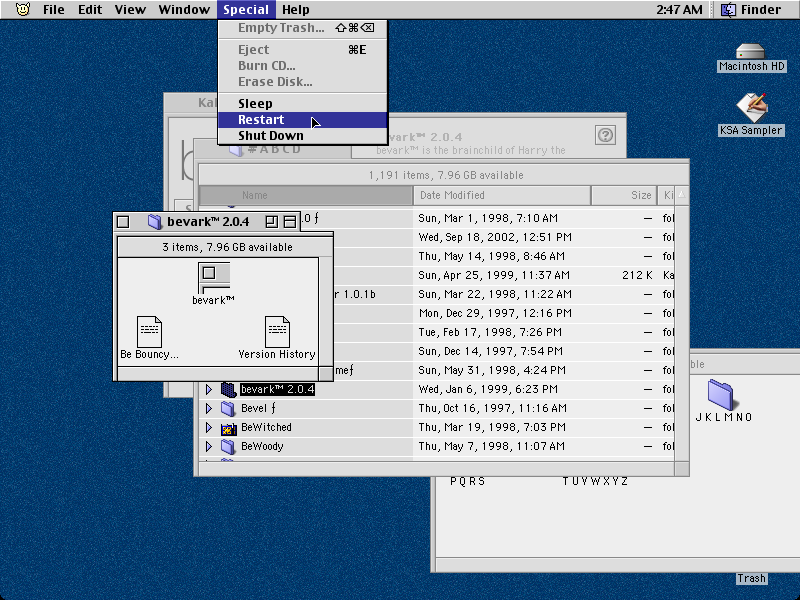 File Edit View Window Special Help 2:47 AM Finder
Empty Trash... ⇧⌘⌫
Eject ⌘E
Burn CD...
Erase Disk...
Sleep
Restart
Shut Down
Macintosh HD
KSA Sampler
bevark™ 2.0.4
bevark™ is the brainchild of Harry the
#ABCD
1,191 items, 7.96 GB available
Name Date Modified Size Ki
.0 ƒ Sun, Mar 1, 1998, 7:10 AM — fol
Wed, Sep 18, 2002, 12:51 PM — fol
Thu, May 14, 1998, 8:46 AM — fol
Sun, Apr 25, 1999, 11:37 AM 212 K Ka
r 1.0.1b Sun, Mar 22, 1998, 11:22 AM — fol
Mon, Dec 29, 1997, 12:16 PM — fol
Tue, Feb 17, 1998, 7:26 PM — fol
Sun, Dec 14, 1997, 7:54 PM — fol
meƒ Sun, May 31, 1998, 4:24 PM — fol
bevark™ 2.0.4 Wed, Jan 6, 1999, 6:23 PM — fol
Bevel ƒ Thu, Oct 16, 1997, 11:16 AM — fol
BeWitched Thu, Mar 19, 1998, 7:03 PM — fol
BeWoody Thu, May 7, 1998, 11:07 AM — fol
bevark™ 2.0.4
3 items, 7.96 GB available
bevark™
Be Bouncy...
Version History
ble
JKLMNO
PQRS
TUVWXYZ
Trash